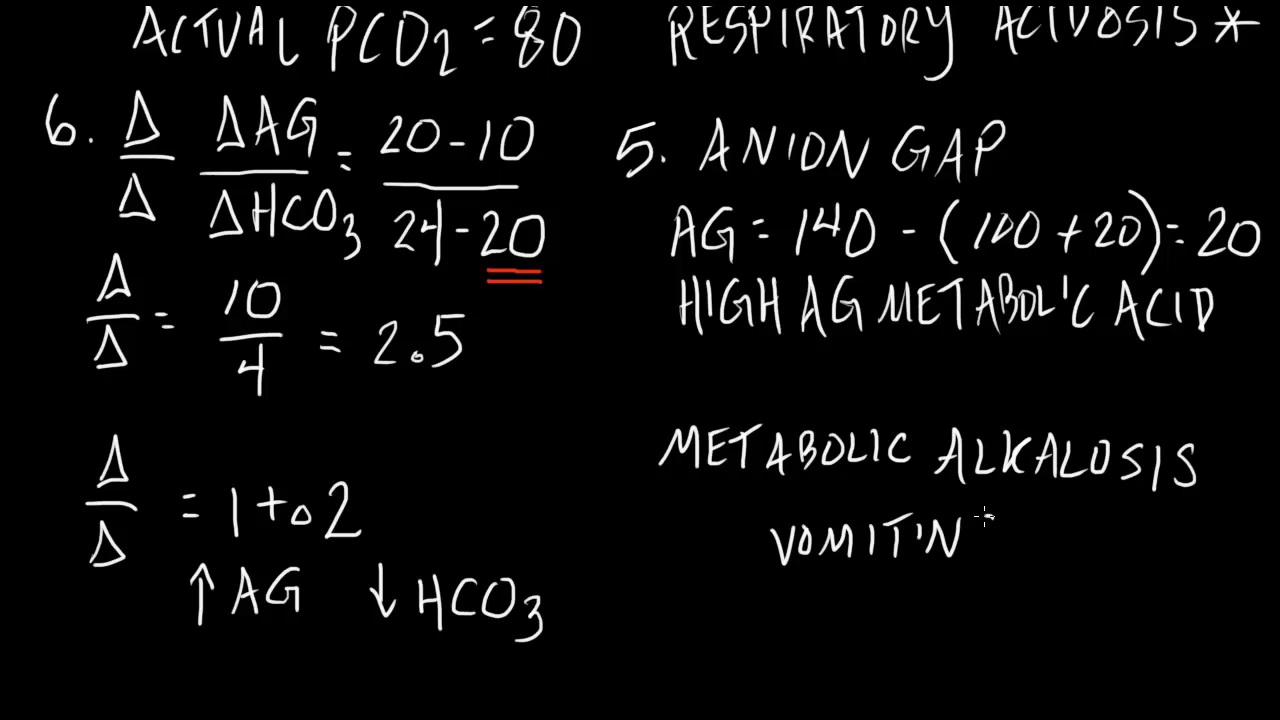 ACTUAL PCO2 = 80
6. Δ/Δ ΔAG/ΔHCO3 = 20 - 10/24 - 20
Δ/Δ = 10/4 = 2.5
Δ/Δ = 1 to 2
↑ AG ↓ HCO3
RESPIRATORY ACIDOSIS *
5. ANION GAP
AG = 140 - (100 + 20) = 20
HIGH AG METABOLIC ACID
METABOLIC ALKALOSIS
VOMITIN